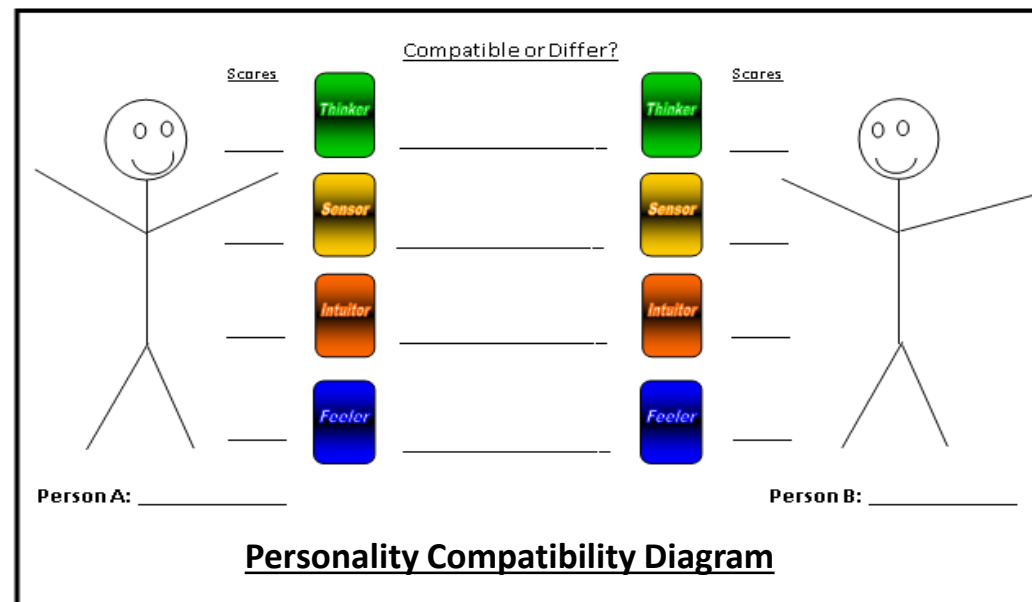 Compatible or Differ?
Scores Scores
Thinker Thinker
Sensor Sensor
Intuitor Intuitor
Feeler Feeler
Person A: Person B:
Personality Compatibility Diagram